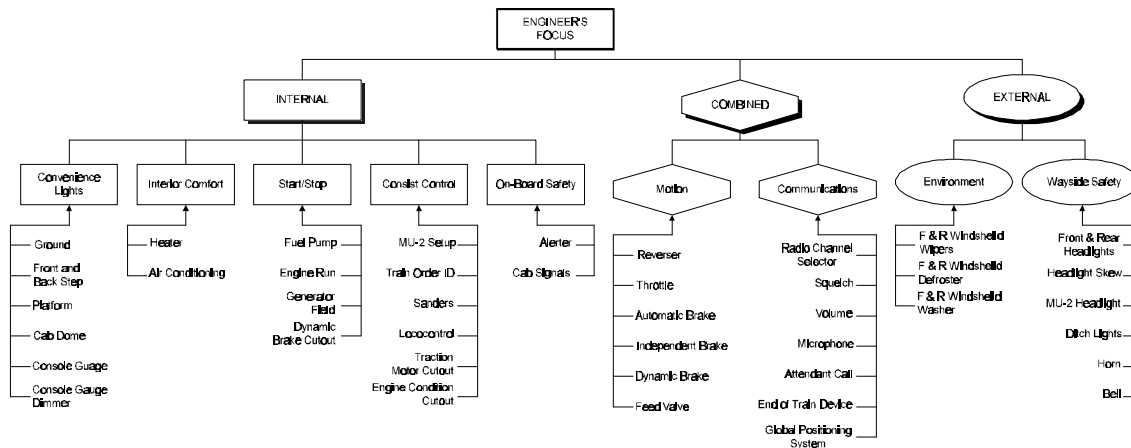 ENGINEER'S
FOCUS
INTERNAL
COMBINED
EXTERNAL
Convenience
Lights
Interior Comfort
Start/Stop
Consist Control
On-Board Safety
Motion
Communications
Environment
Wayside Safety
Ground
Front and
Back Step
Platform
Cab Dome
Console Guage
Console Gauge
Dimmer
Heater
Air Conditioning
Fuel Pump
Engine Run
Generator
Field
Dynamic
Brake Cutout
MU-2 Setup
Train Order ID
Sanders
Lococontrol
Traction
Motor Cutout
Engine Condition
Cutout
Alerter
Cab Signals
Reverser
Throttle
Automatic Brake
Independent Brake
Dynamic Brake
Feed Valve
Radio Channel
Selector
Squelch
Volume
Microphone
Attendant Call
End of Train Device
Global Positioning
System
F & R Windshelld
Wipers
F & R Windshelld
Defroster
F & R Windshelld
Washer
Front & Rear
Headlights
Headlight Skew
MU-2 Headlight
Ditch Lights
Horn
Bell